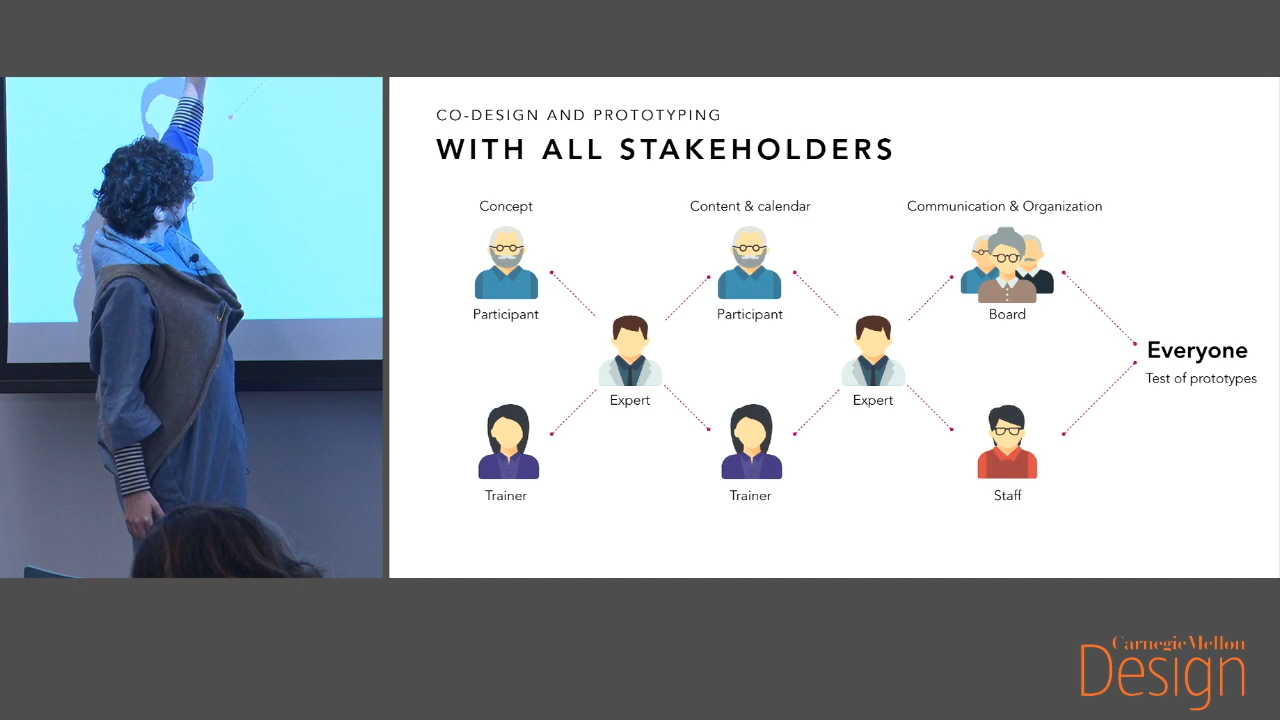 CO-DESIGN AND PROTOTYPING
WITH ALL STAKEHOLDERS
Concept
Content & calendar
Communication & Organization
Participant
Participant
Board
Everyone
Test of prototypes
Expert
Expert
Trainer
Trainer
Staff
Carnegie Mellon
Design